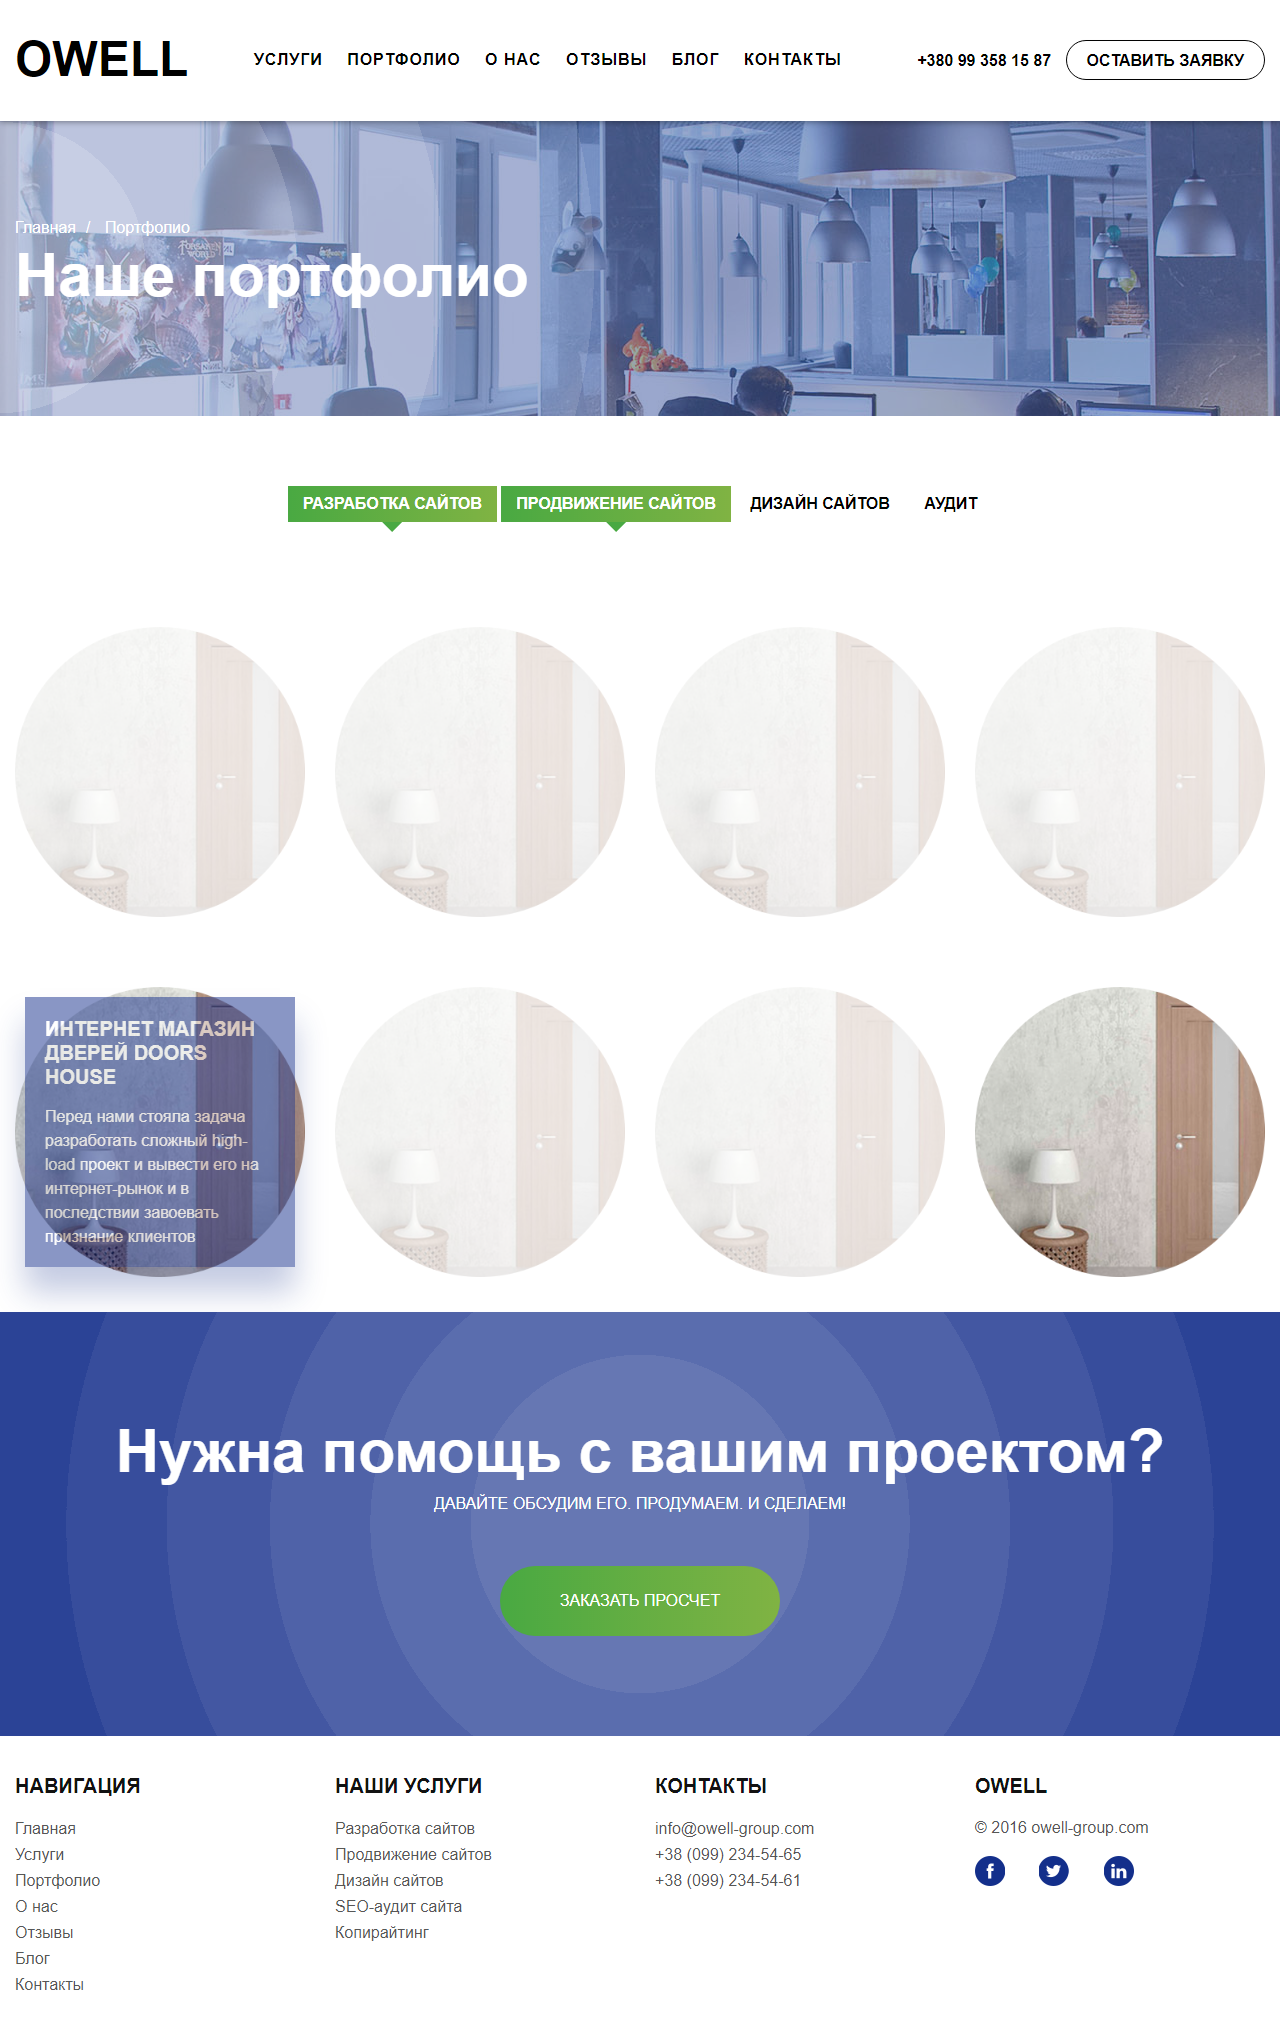 OWELL
УСЛУГИ ПОРТФОЛИО О НАС ОТЗЫВЫ БЛОГ КОНТАКТЫ
+380 99 358 15 87
ОСТАВИТЬ ЗАЯВКУ
Главная / Портфолио
Наше портфолио
FORSAKEN
WORLD
РАЗРАБОТКА САЙТОВ ПРОДВИЖЕНИЕ САЙТОВ ДИЗАЙН САЙТОВ АУДИТ
ИНТЕРНЕТ МАГАЗИН
ДВЕРЕЙ DOORS
HOUSE
Перед нами стояла задача
разработать сложный high-
load проект и вывести его на
интернет-рынок и в
последствии завоевать
признание клиентов
Нужна помощь с вашим проектом?
ДАВАЙТЕ ОБСУДИМ ЕГО. ПРОДУМАЕМ. И СДЕЛАЕМ!
ЗАКАЗАТЬ ПРОСЧЕТ
НАВИГАЦИЯ
Главная
Услуги
Портфолио
О нас
Отзывы
Блог
Контакты
НАШИ УСЛУГИ
Разработка сайтов
Продвижение сайтов
Дизайн сайтов
SEO-аудит сайта
Копирайтинг
КОНТАКТЫ
info@owell-group.com
+38 (099) 234-54-65
+38 (099) 234-54-61
OWELL
© 2016 owell-group.com